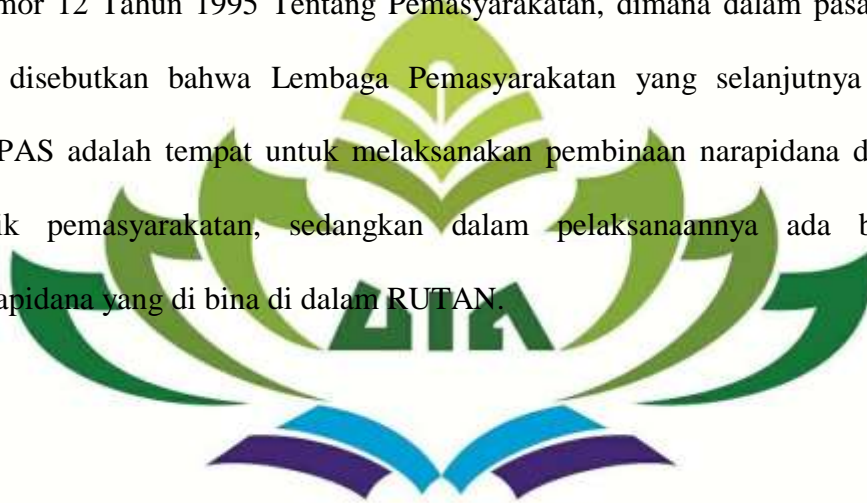 mor 12 Tahun 1995 Tentang Pemasyarakatan, dimana dalam pasa
disebutkan bahwa Lembaga Pemasyarakatan yang selanjutnya
PAS adalah tempat untuk melaksanakan pembinaan narapidana d
ik pemasyarakatan, sedangkan dalam pelaksanaannya ada b
apidana yang di bina di dalam RUTAN.